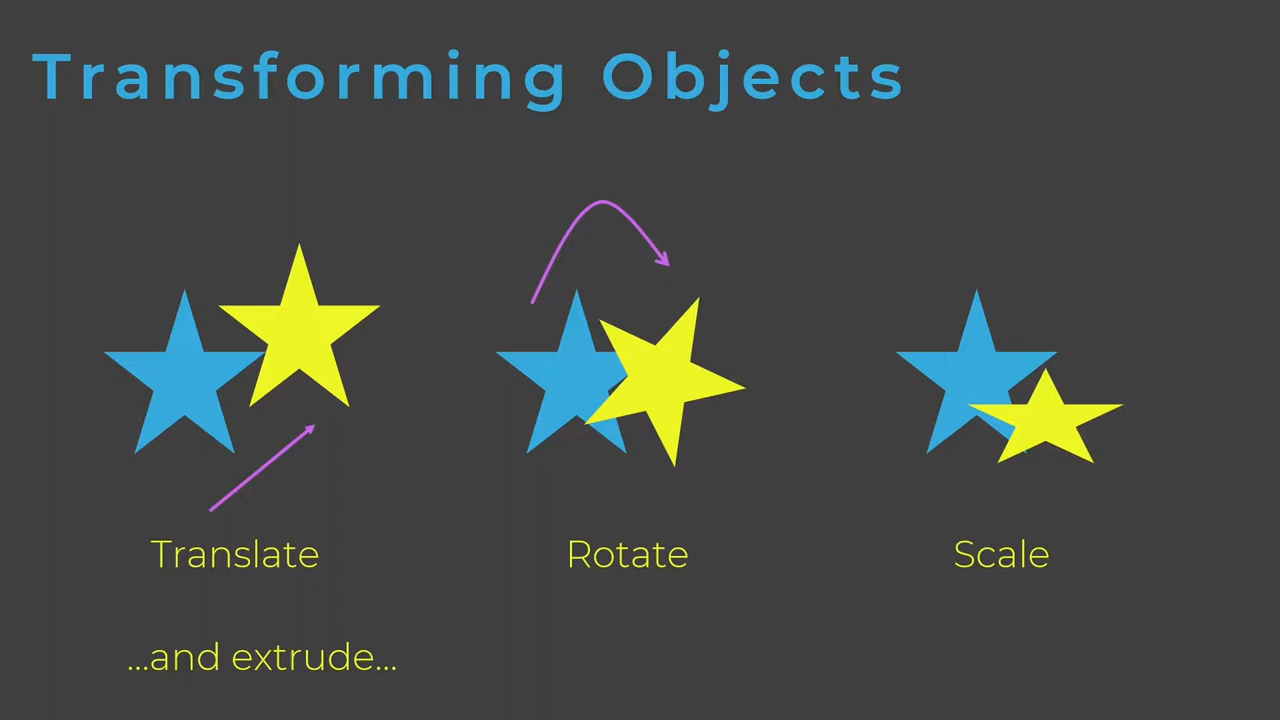 Transforming Objects
Translate
Rotate
Scale
...and extrude...